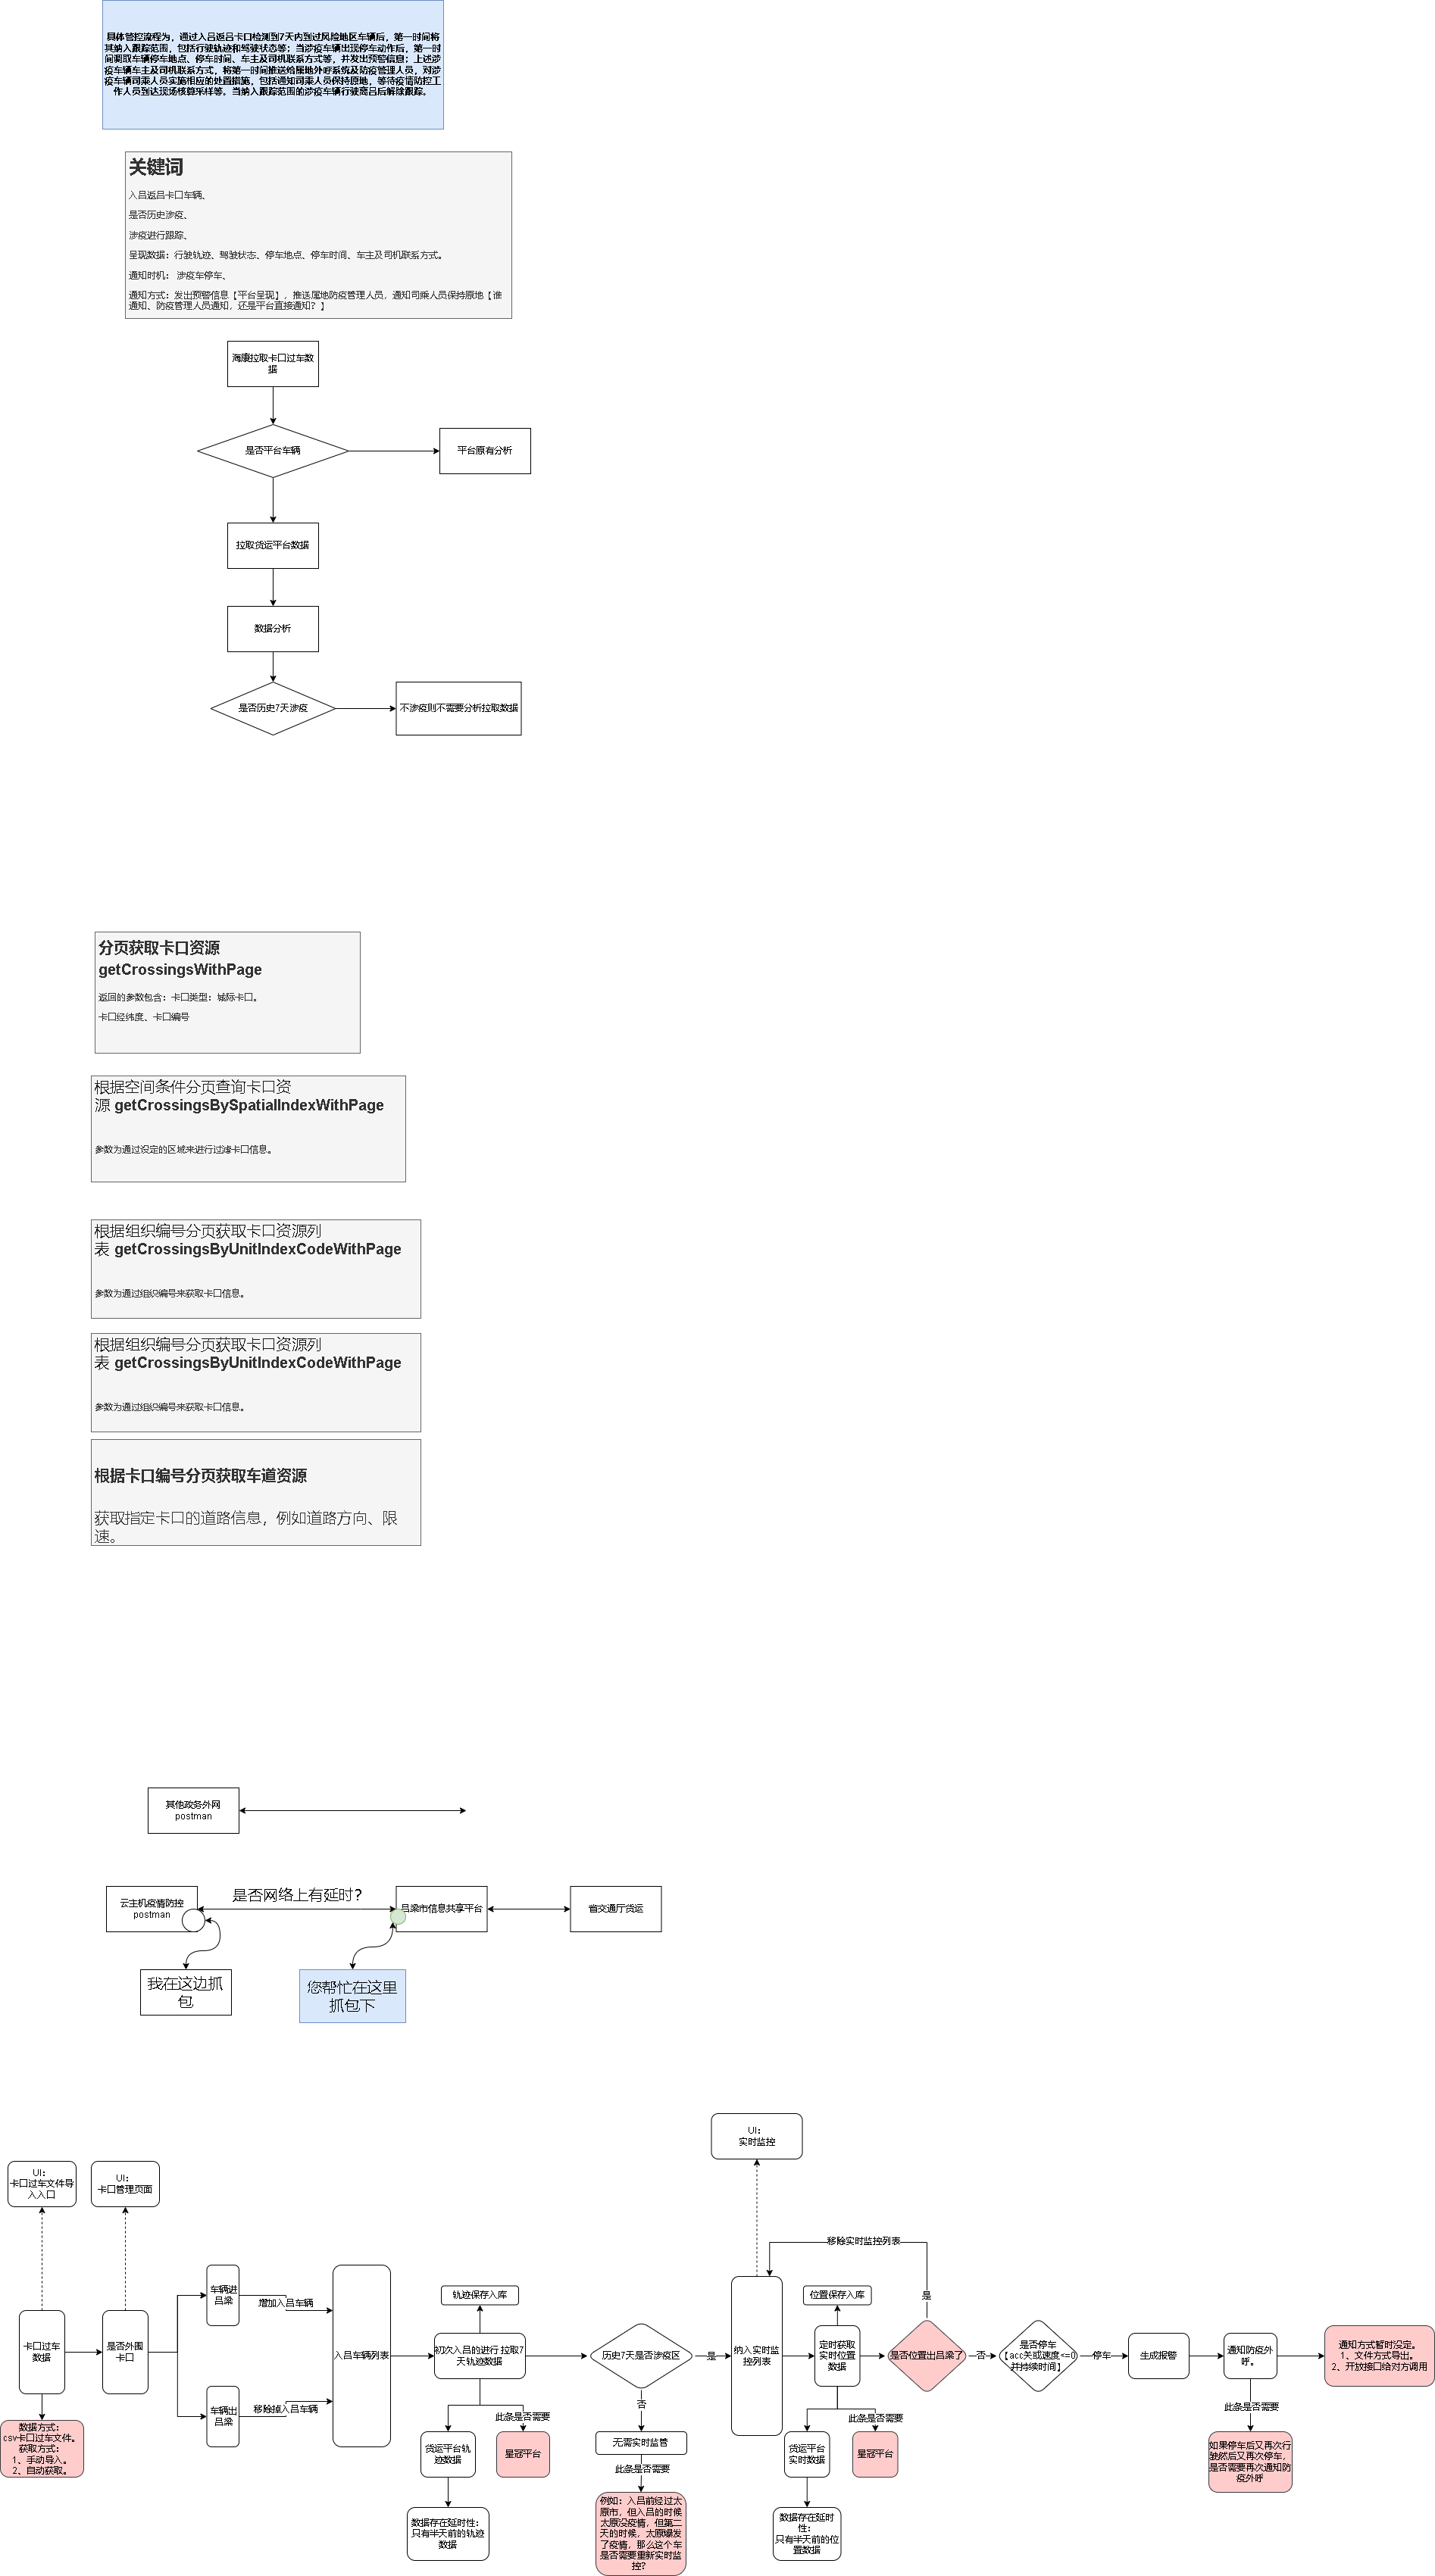 具体管控流程为，通过入吕返吕卡口检测到7天内到过风险地区车辆后，第一时间将
其纳入跟踪范围，包括行驶轨迹和驾驶状态等；当涉疫车辆出现停车动作后，第一时
间调取车辆停车地点、停车时间、车主及司机联系方式等，并发出预警信息；上述涉
疫车辆车主及司机联系方式，将第一时间推送给属地外呼系统及防疫管理人员，对涉
疫车辆司乘人员实施相应的处置措施，包括通知司乘人员保持原地，等待疫情防控工
作人员到达现场核算采样等。当纳入跟踪范围的涉疫车辆行驶离吕后解除跟踪。
关键词
入吕返吕卡口车辆、
是否历史涉疫、
涉疫进行跟踪、
呈现数据：行驶轨迹、驾驶状态、停车地点、停车时间、车主及司机联系方式。
通知时机： 涉疫车停车、
通知方式：发出预警信息【平台呈现】，推送属地防疫管理人员，通知司乘人员保持原地【谁
通知、防疫管理人员通知，还是平台直接通知？】
海康拉取卡口过车数
据
是否平台车辆
平台原有分析
拉取货运平台数据
数据分析
是否历史7天涉疫
不涉疫则不需要分析拉取数据
分页获取卡口资源
getCrossingsWithPage
返回的参数包含：卡口类型：城际卡口。
卡口经纬度、卡口编号
根据空间条件分页查询卡口资
源 getCrossingsBySpatialIndexWithPage
参数为通过设定的区域来进行过滤卡口信息。
根据组织编号分页获取卡口资源列
表 getCrossingsByUnitIndexCodeWithPage
参数为通过组织编号来获取卡口信息。
根据组织编号分页获取卡口资源列
表 getCrossingsByUnitIndexCodeWithPage
参数为通过组织编号来获取卡口信息。
根据卡口编号分页获取车道资源
获取指定卡口的道路信息，例如道路方向、限
速。
其他政务外网
postman
云主机疫情防控
postman
是否网络上有延时？
吕梁市信息共享平台
省交通厅货运
我在这边抓
包
您帮忙在这里
抓包下
UI：
实时监控
UI：
卡口过车文件导
入入口
UI：
卡口管理页面
移除实时监控列表
车辆进
吕梁
增加入吕车辆
轨迹保存入库
位置保存入库
是
卡口过车
数据
是否外围
卡口
入吕车辆列表
初次入吕的进行 拉取7
天轨迹数据
历史7天是否涉疫区
是
纳入实时监
控列表
定时获取
实时位置
数据
是否位置出吕梁了
否
是否停车
【acc关或速度<=0
并持续时间】
停车
生成报警
通知防疫外
呼。
通知方式暂时没定。
1、文件方式导出。
2、开放接口给对方调用
车辆出
吕梁
移除掉入吕车辆
否
此条是否需要
此条是否需要
此条是否需要
数据方式：
csv卡口过车文件。
获取方式：
1、手动导入。
2、自动获取。
货运平台轨
迹数据
星冠平台
无需实时监管
货运平台
实时数据
星冠平台
如果停车后又再次行
驶然后又再次停车，
是否需要再次通知防
疫外呼
此条是否需要
数据存在延时性：
只有半天前的轨迹
数据
例如：入吕前经过太
原市，但入吕的时候
太原没疫情，但第二
天的时候，太原爆发
了疫情，那么这个车
是否需要重新实时监
控？
数据存在延时
性：
只有半天前的位
置数据